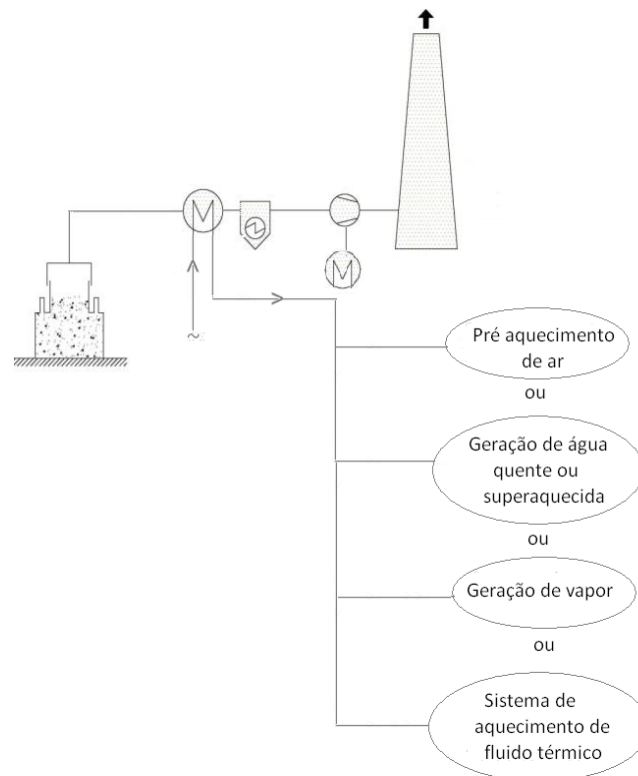 M
M
Pré aquecimento
de ar
ou
Geração de água
quente ou
superaquecida
ou
Geração de vapor
ou
Sistema de
aquecimento de
fluido térmico